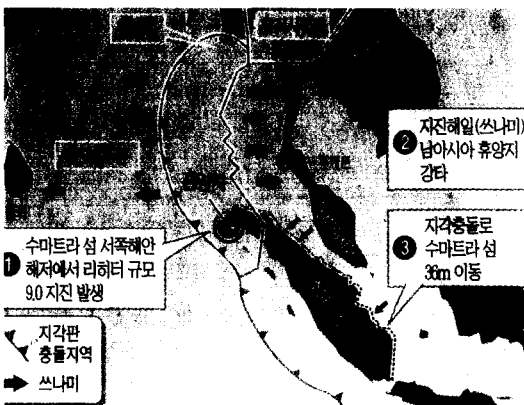 1 수마트라 섬 서쪽해안
해저에서 리히터 규모
9.0 지진 발생
2 지진해일(쓰나미)
남아시아 휴양지
강타
3 지각충돌로
수마트라 섬
36m 이동
지각판
충돌지역
쓰나미